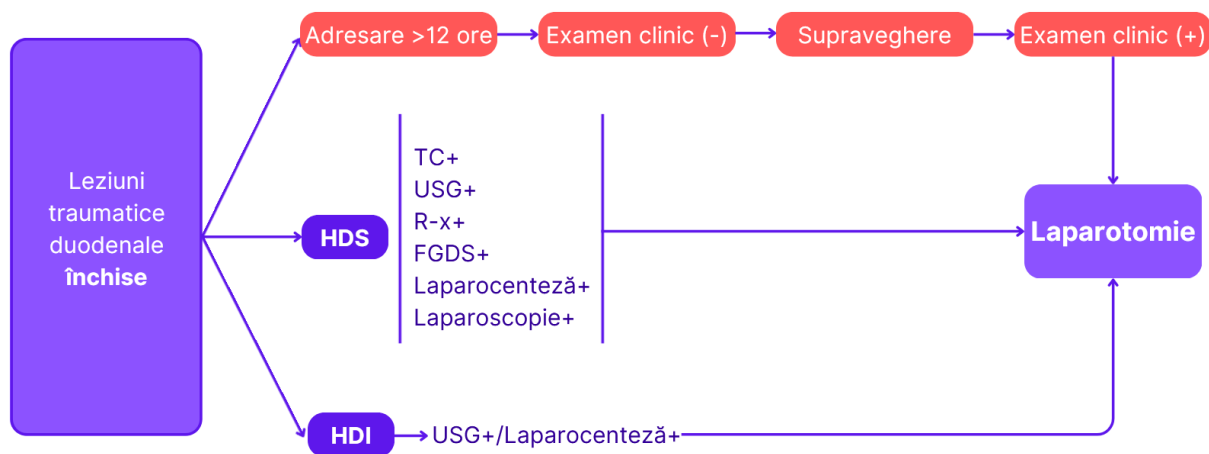 Adresare >12 ore
Examen clinic (-)
Supraveghere
Examen clinic (+)
Leziuni
traumatice
duodenale
închise
HDS
TC+
USG+
R-x+
FGDS+
Laparocenteză+
Laparoscopie+
Laparotomie
HDI
USG+/Laparocenteză+